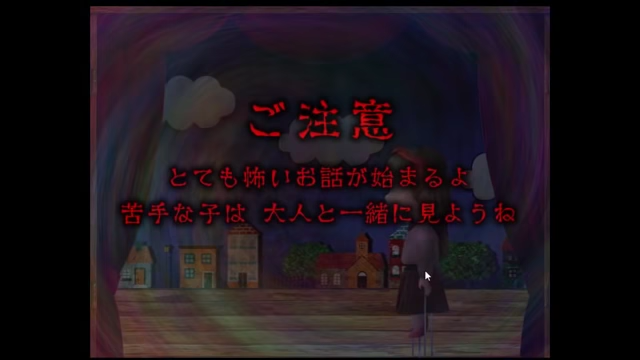 ご注意
とても怖いお話が始まるよ
苦手な子は 大人と一緒に見ようね